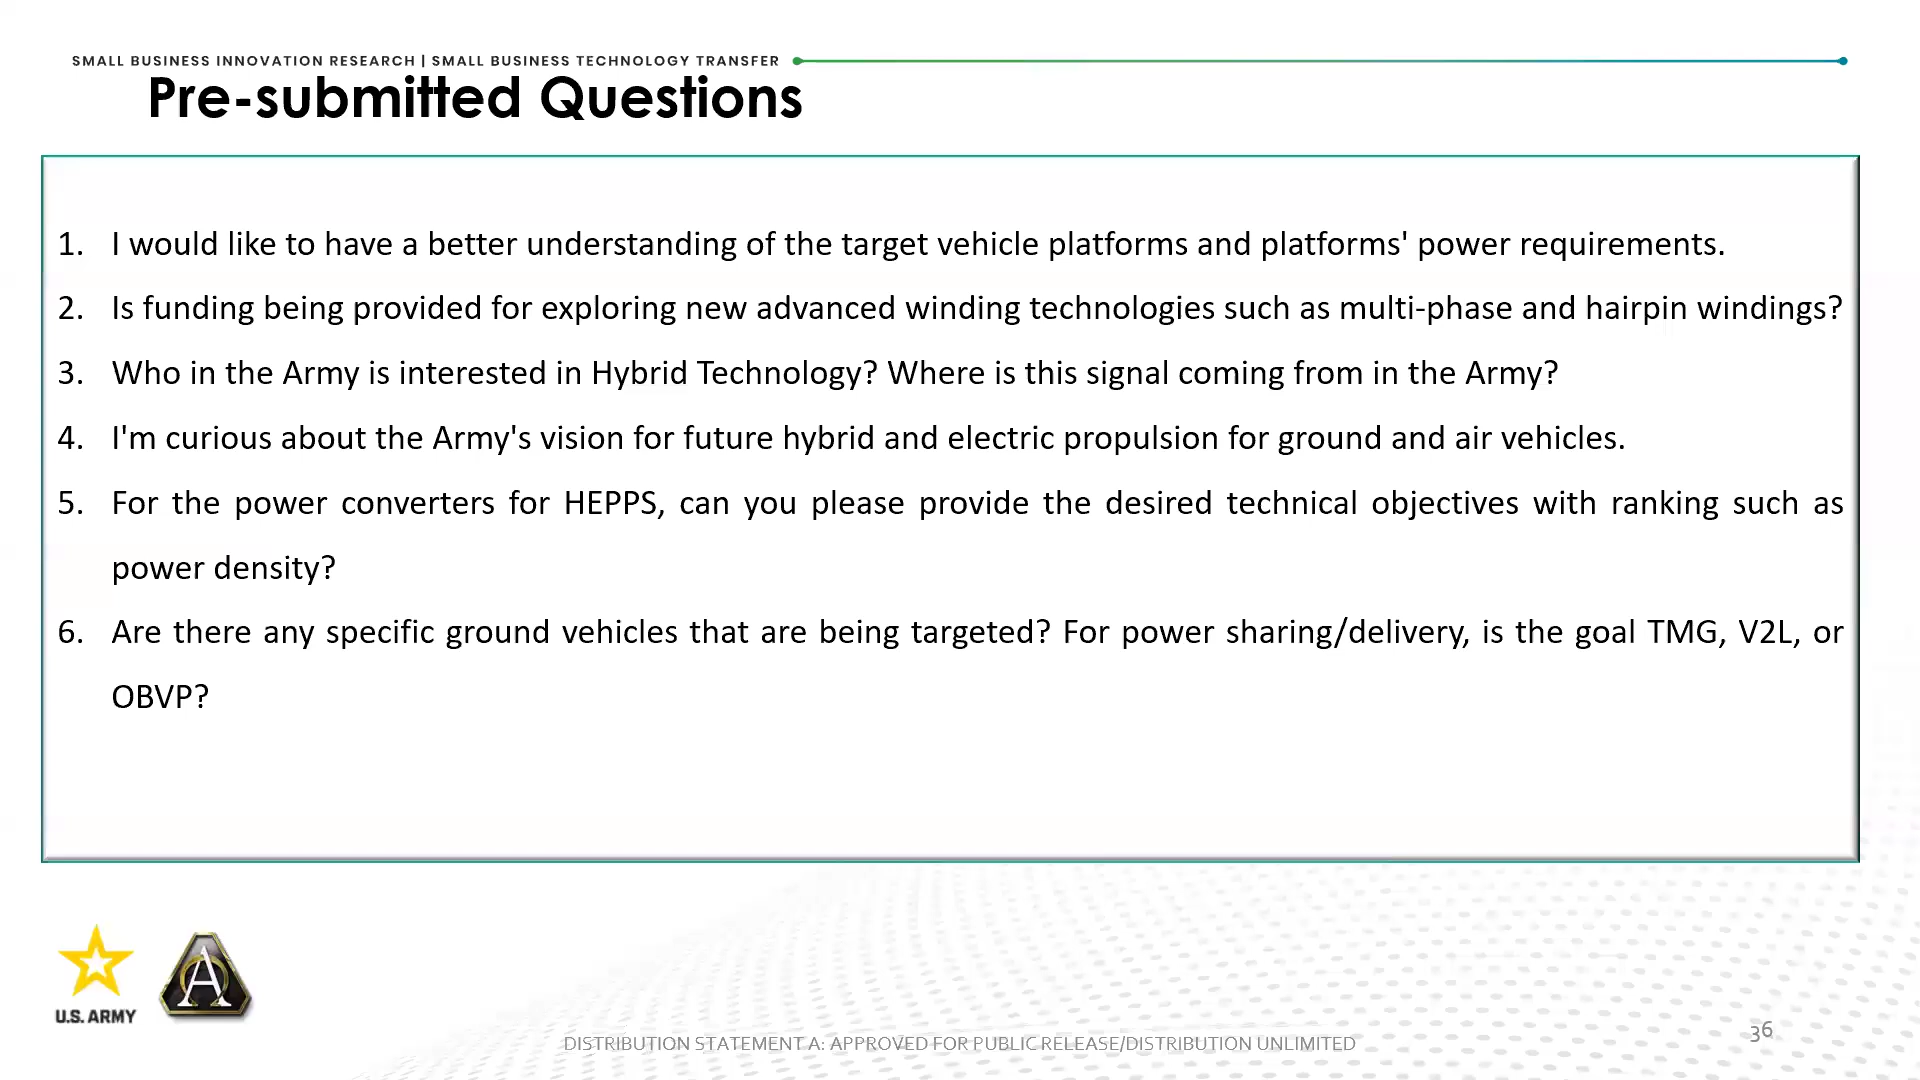 SMALL BUSINESS INNOVATION RESEARCH | SMALL BUSINESS TECHNOLOGY TRANSFER
Pre-submitted Questions
1. I would like to have a better understanding of the target vehicle platforms and platforms' power requirements.
2. Is funding being provided for exploring new advanced winding technologies such as multi-phase and hairpin windings?
3. Who in the Army is interested in Hybrid Technology? Where is this signal coming from in the Army?
4. I'm curious about the Army's vision for future hybrid and electric propulsion for ground and air vehicles.
5. For the power converters for HEPPS, can you please provide the desired technical objectives with ranking such as
power density?
6. Are there any specific ground vehicles that are being targeted? For power sharing/delivery, is the goal TMG, V2L, or
OBVP?
U.S. ARMY
DISTRIBUTION STATEMENT A: APPROVED FOR PUBLIC RELEASE/DISTRIBUTION UNLIMITED
36